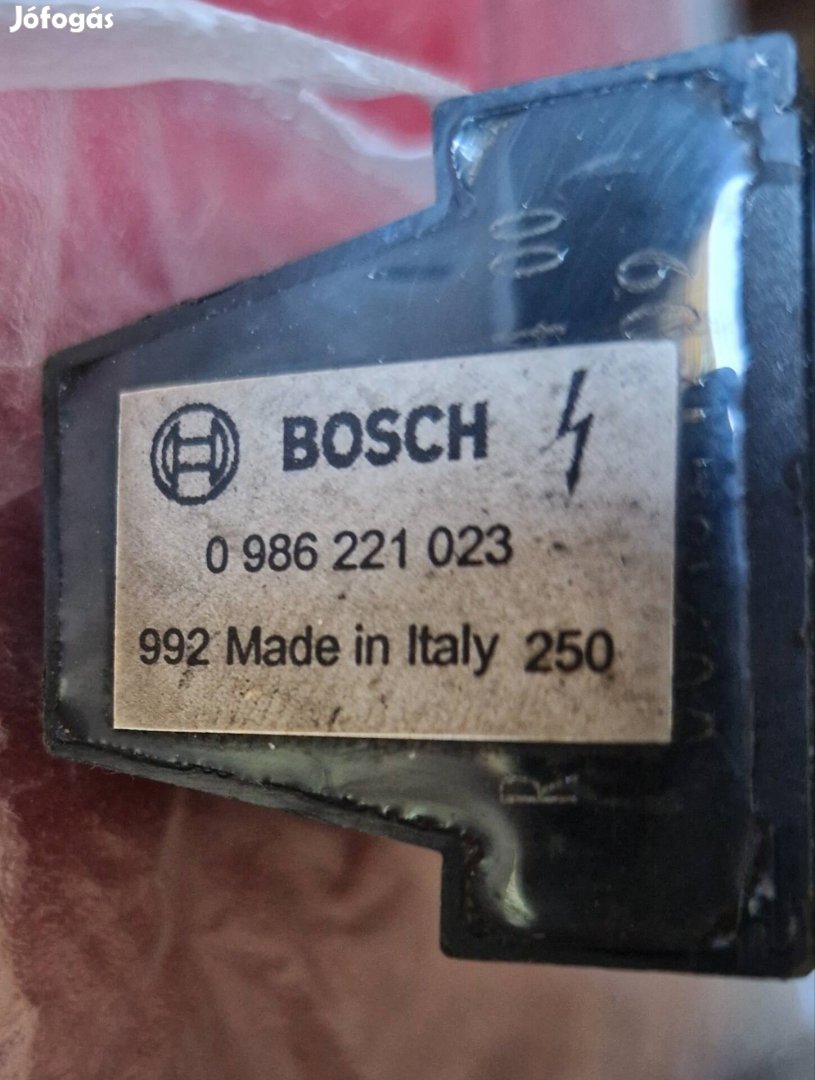 Jófogás
BOSCH
0 986 221 023
992 Made in Italy 250